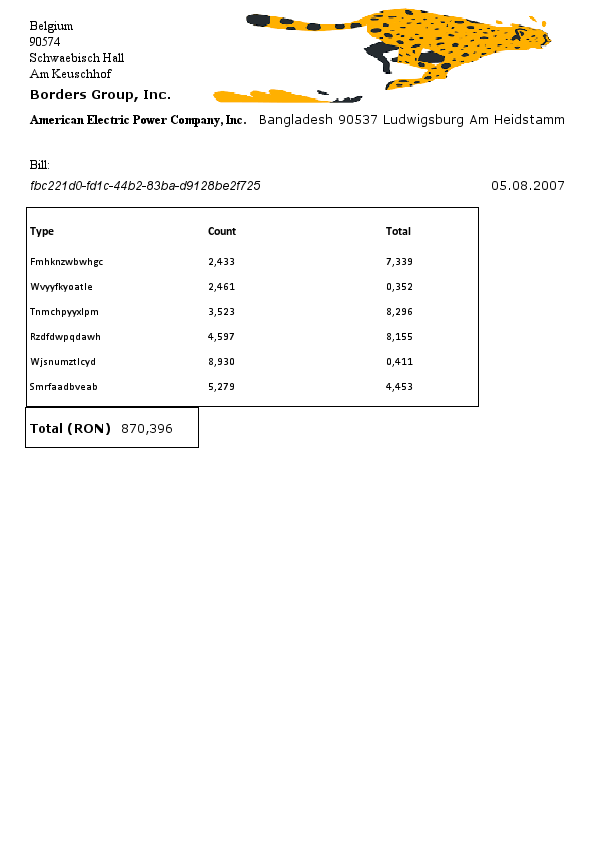 Belgium
90574
Schwaebisch Hall
Am Keuschhof
Borders Group, Inc.
American Electric Power Company, Inc. Bangladesh 90537 Ludwigsburg Am Heidstamm
Bill:
fbc221d0-fd1c-44b2-83ba-d9128be2f725 05.08.2007
Type Count Total
Fmhknzwbwhgc 2,433 7,339
Wvyyfkyoatle 2,461 0,352
Tnmchpyyxlpm 3,523 8,296
Rzdfdwpqdawh 4,597 8,155
Wjsnumztlcyd 8,930 0,411
Smrfaadbveab 5,279 4,453
Total (RON) 870,396